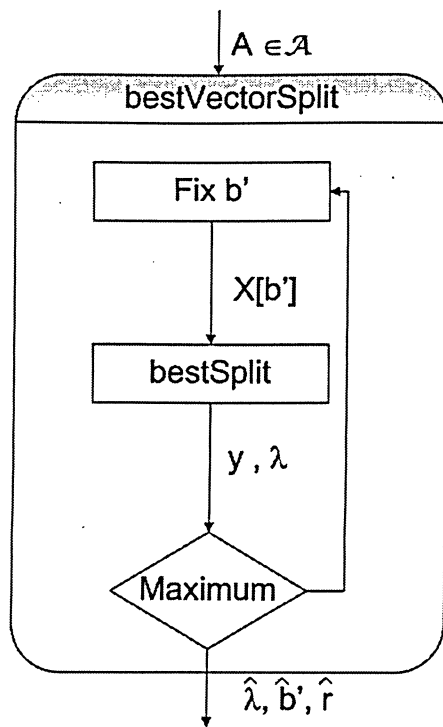 A ∈ 𝒜
bestVectorSplit
Fix b'
X[b']
bestSplit
y , λ
Maximum
λ̂, b̂', r̂